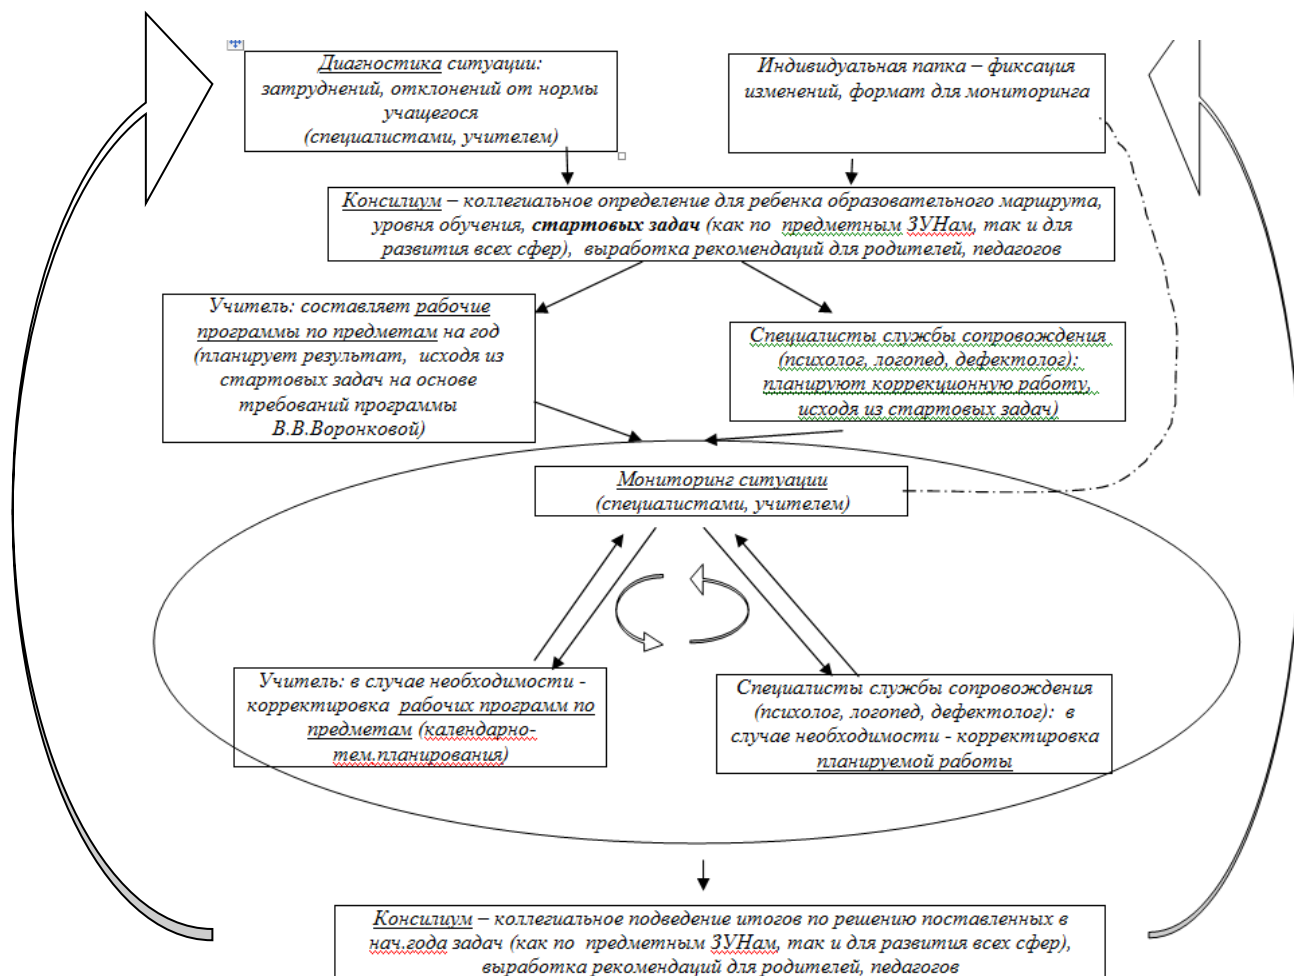 Диагностика ситуации:
затруднений, отклонений от нормы
учащегося
(специалистами, учителем)
Индивидуальная папка – фиксация
изменений, формат для мониторинга
Консилиум – коллегиальное определение для ребенка образовательного маршрута,
уровня обучения, стартовых задач (как по предметным ЗУНам, так и для
развития всех сфер), выработка рекомендаций для родителей, педагогов
Учитель: составляет рабочие
программы по предметам на год
(планирует результат, исходя из
стартовых задач на основе
требований программы
В.В.Воронковой)
Специалисты службы сопровождения
(психолог, логопед, дефектолог):
планируют коррекционную работу,
исходя из стартовых задач)
Мониторинг ситуации
(специалистами, учителем)
Учитель: в случае необходимости -
корректировка рабочих программ по
предметам (календарно-
тем.планирования)
Специалисты службы сопровождения
(психолог, логопед, дефектолог): в
случае необходимости - корректировка
планируемой работы
Консилиум – коллегиальное подведение итогов по решению поставленных в
нач.года задач (как по предметным ЗУНам, так и для развития всех сфер),
выработка рекомендаций для родителей, педагогов